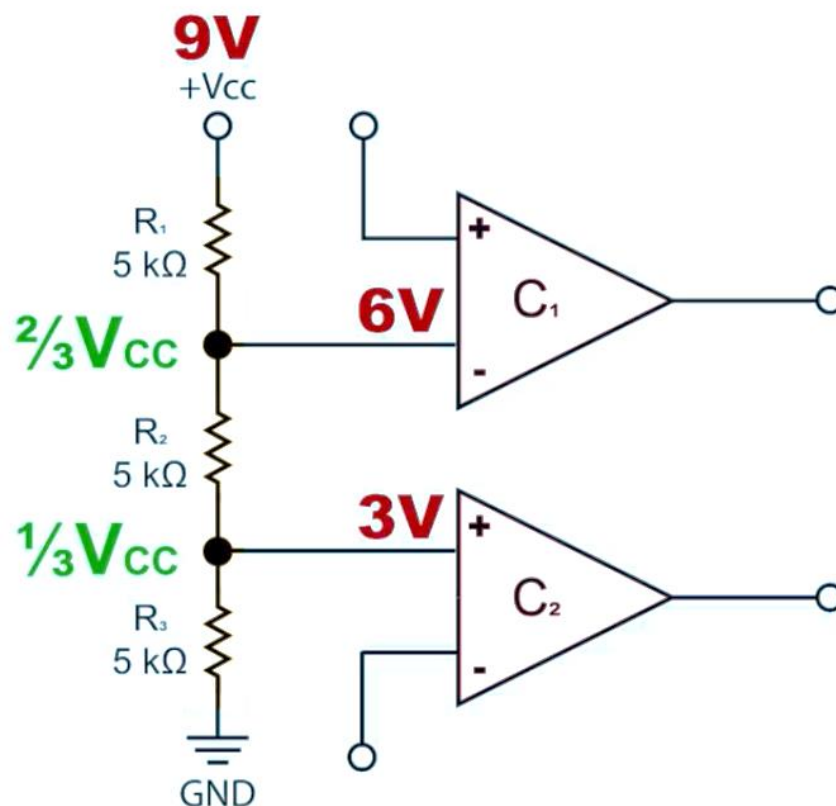 9V
+Vcc
R₁
5 kΩ
+
C₁
⅔Vcc
6V
-
R₂
5 kΩ
3V
+
⅓Vcc
C₂
R₃
5 kΩ
-
GND